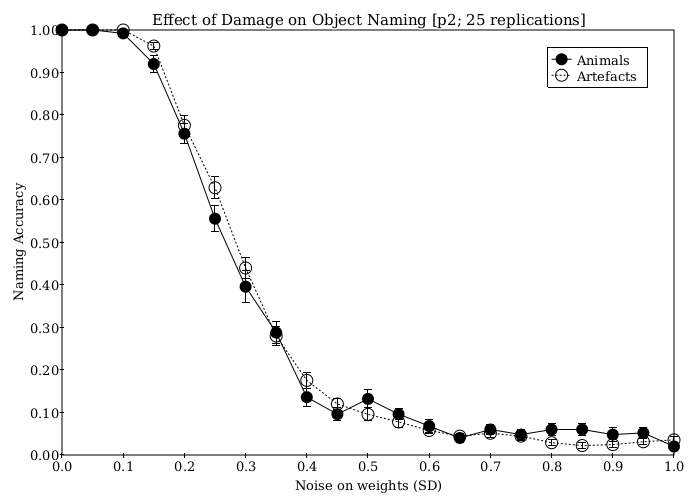 Effect of Damage on Object Naming [p2; 25 replications]
1.00
0.90
0.80
0.70
0.60
0.50
0.40
0.30
0.20
0.10
0.00
Naming Accuracy
Animals
Artefacts
0.0 0.1 0.2 0.3 0.4 0.5 0.6 0.7 0.8 0.9 1.0
Noise on weights (SD)